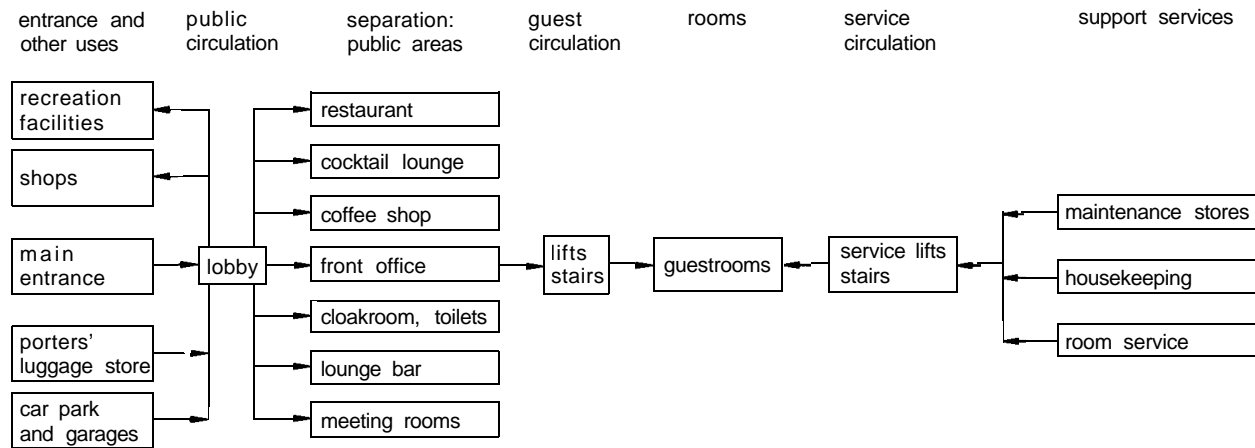 entrance and
other uses
public
circulation
separation:
public areas
guest
circulation
rooms
service
circulation
support services
recreation
facilities
shops
main
entrance
porters'
luggage store
car park
and garages
lobby
restaurant
cocktail lounge
coffee shop
front office
cloakroom, toilets
lounge bar
meeting rooms
lifts
stairs
guestrooms
service lifts
stairs
maintenance stores
housekeeping
room service